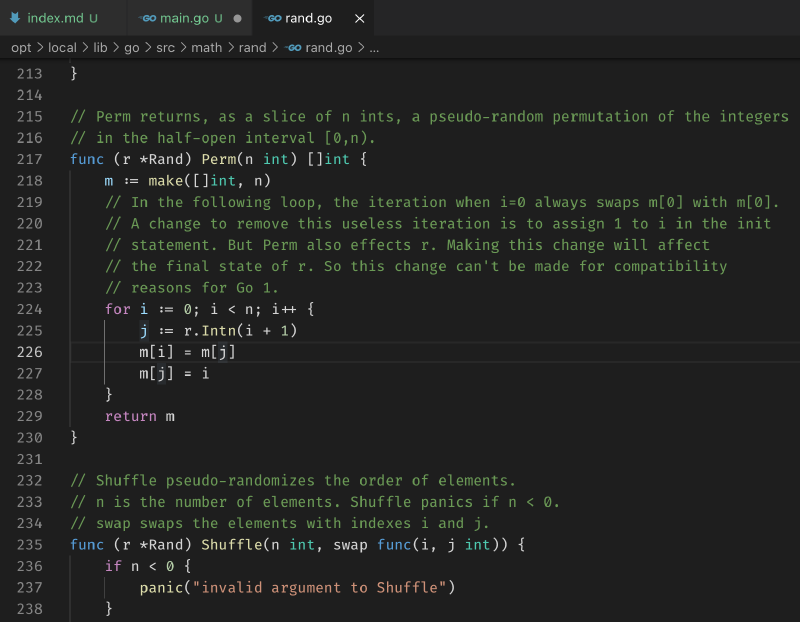 index.md U main.go U rand.go ×
opt > local > lib > go > src > math > rand > rand.go > ...
213 }
214
215 // Perm returns, as a slice of n ints, a pseudo-random permutation of the integers
216 // in the half-open interval [0,n).
217 func (r *Rand) Perm(n int) []int {
218 m := make([]int, n)
219 // In the following loop, the iteration when i=0 always swaps m[0] with m[0].
220 // A change to remove this useless iteration is to assign 1 to i in the init
221 // statement. But Perm also effects r. Making this change will affect
222 // the final state of r. So this change can't be made for compatibility
223 // reasons for Go 1.
224 for i := 0; i < n; i++ {
225 j := r.Intn(i + 1)
226 m[i] = m[j]
227 m[j] = i
228 }
229 return m
230 }
231
232 // Shuffle pseudo-randomizes the order of elements.
233 // n is the number of elements. Shuffle panics if n < 0.
234 // swap swaps the elements with indexes i and j.
235 func (r *Rand) Shuffle(n int, swap func(i, j int)) {
236 if n < 0 {
237 panic("invalid argument to Shuffle")
238 }